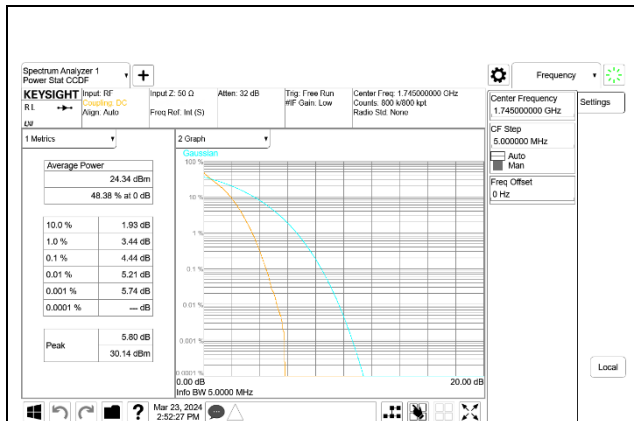 Spectrum Analyzer 1
Power Stat CCDF
Frequency
KEYSIGHT
Input: RF
Input Z: 50 Ω
Atten: 32 dB
Trig: Free Run
Center Freq: 1.745000000 GHz
Coupling: DC
#IF Gain: Low
Counts: 800 k/800 kpt
Align: Auto
Freq Ref: Int (S)
Radio Std: None
Center Frequency
1.745000000 GHz
Settings
CF Step
5.000000 MHz
Auto
Man
Freq Offset
0 Hz
Local
1 Metrics
2 Graph
Average Power
24.34 dBm
48.38 % at 0 dB
10.0 % 1.93 dB
1.0 % 3.44 dB
0.1 % 4.44 dB
0.01 % 5.21 dB
0.001 % 5.74 dB
0.0001 % --- dB
Peak
5.80 dB
30.14 dBm
Gaussian
100 %
10 %
1 %
0.1 %
0.01 %
0.001 %
0.0001 %
0.00 dB 20.00 dB
Info BW 5.0000 MHz
Mar 23, 2024
2:52:27 PM